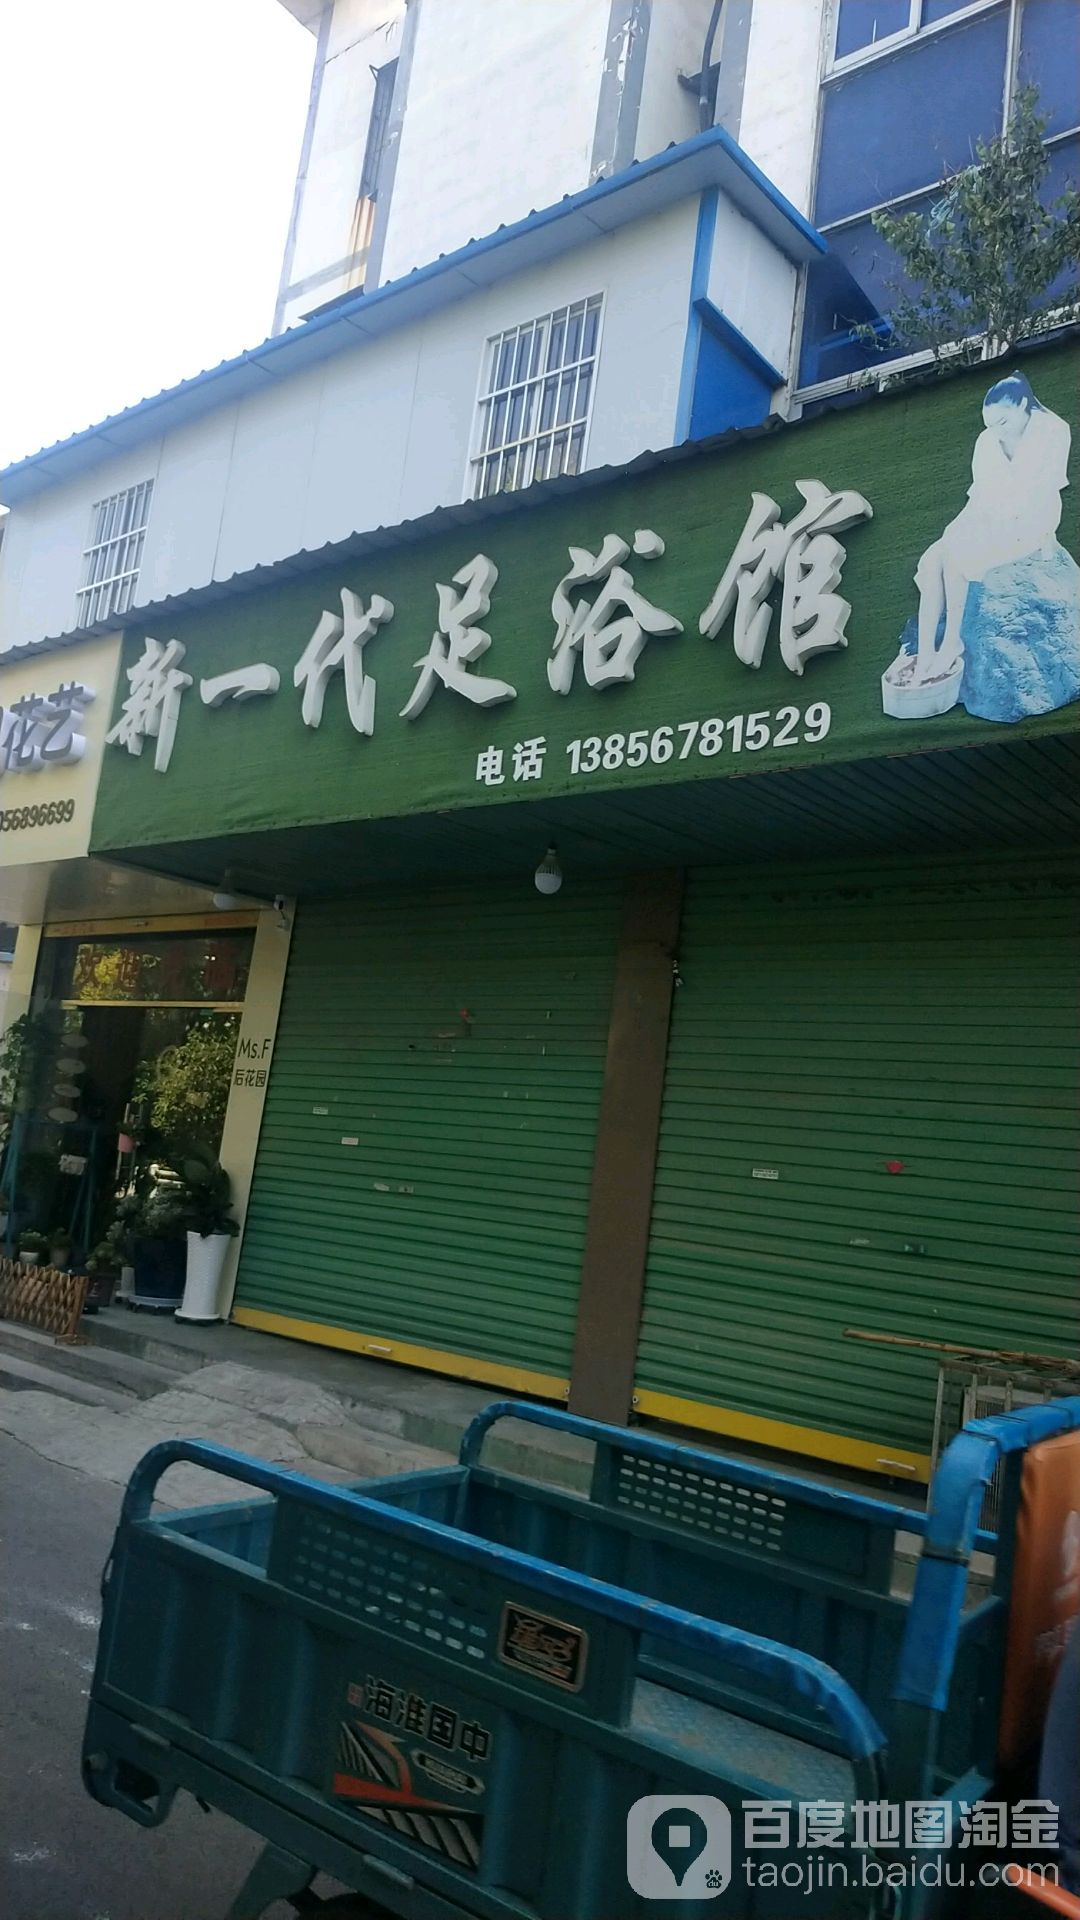 新一代足浴馆
电话 13856781529
花艺
056896699
Ms.F
后花园
中国淮海
百度地图淘金
taojin.baidu.com